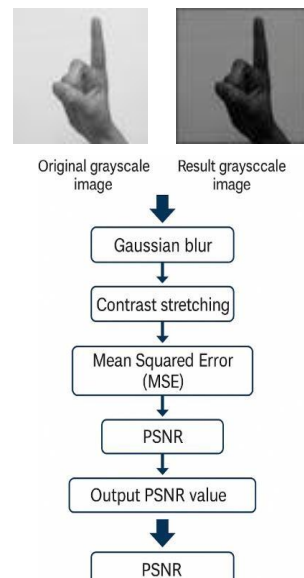 Original grayscale
image
Result graysccale
image
Gaussian blur
Contrast stretching
Mean Squared Error
(MSE)
PSNR
Output PSNR value
PSNR